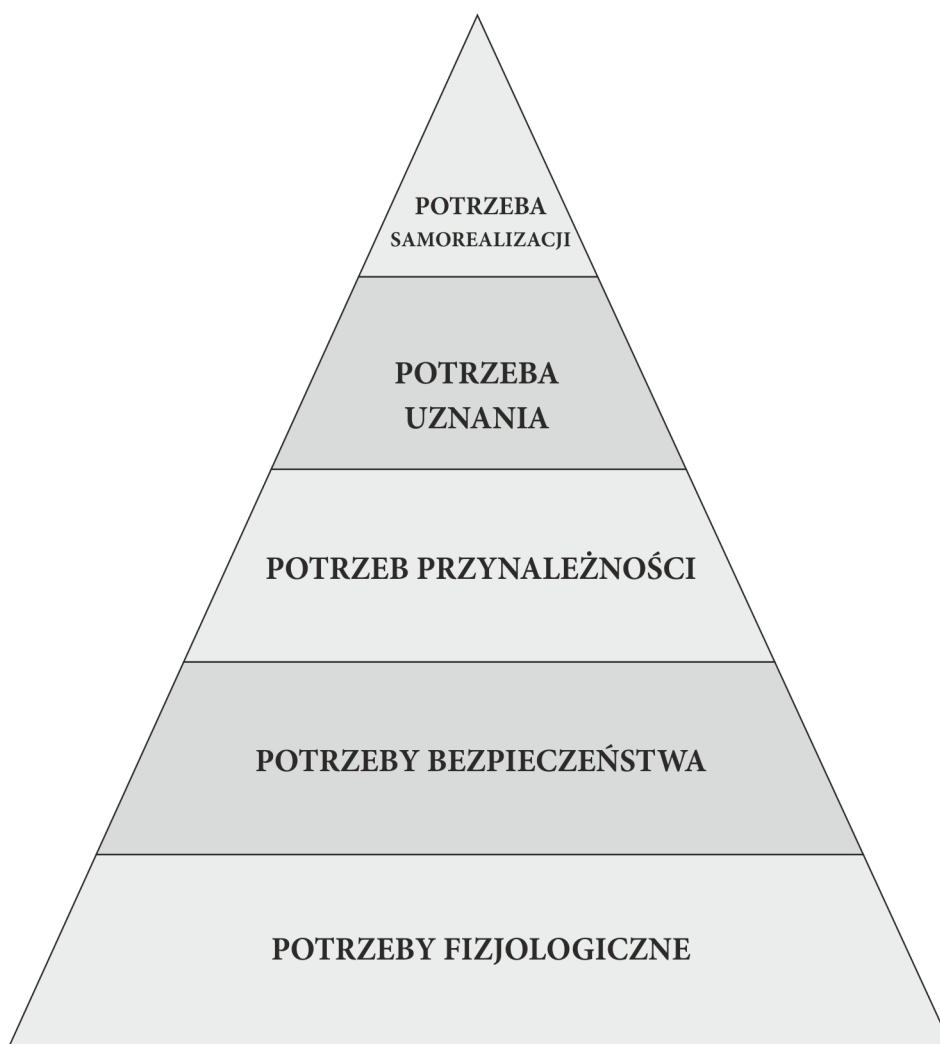 POTRZEBA
SAMOREALIZACJI
POTRZEBA
UZNANIA
POTRZEB PRZYNALEŻNOŚCI
POTRZEBY BEZPIECZEŃSTWA
POTRZEBY FIZJOLOGICZNE